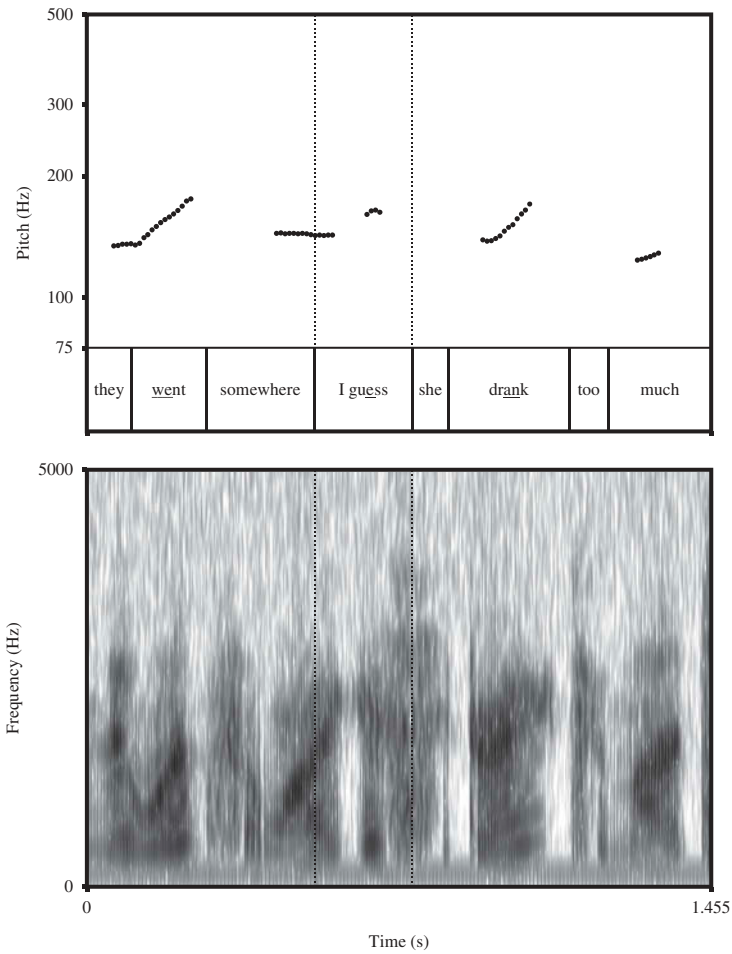 500
300
200
100
75
Pitch (Hz)
they went somewhere I guess she drank too much
5000
0
Frequency (Hz)
0 1.455
Time (s)